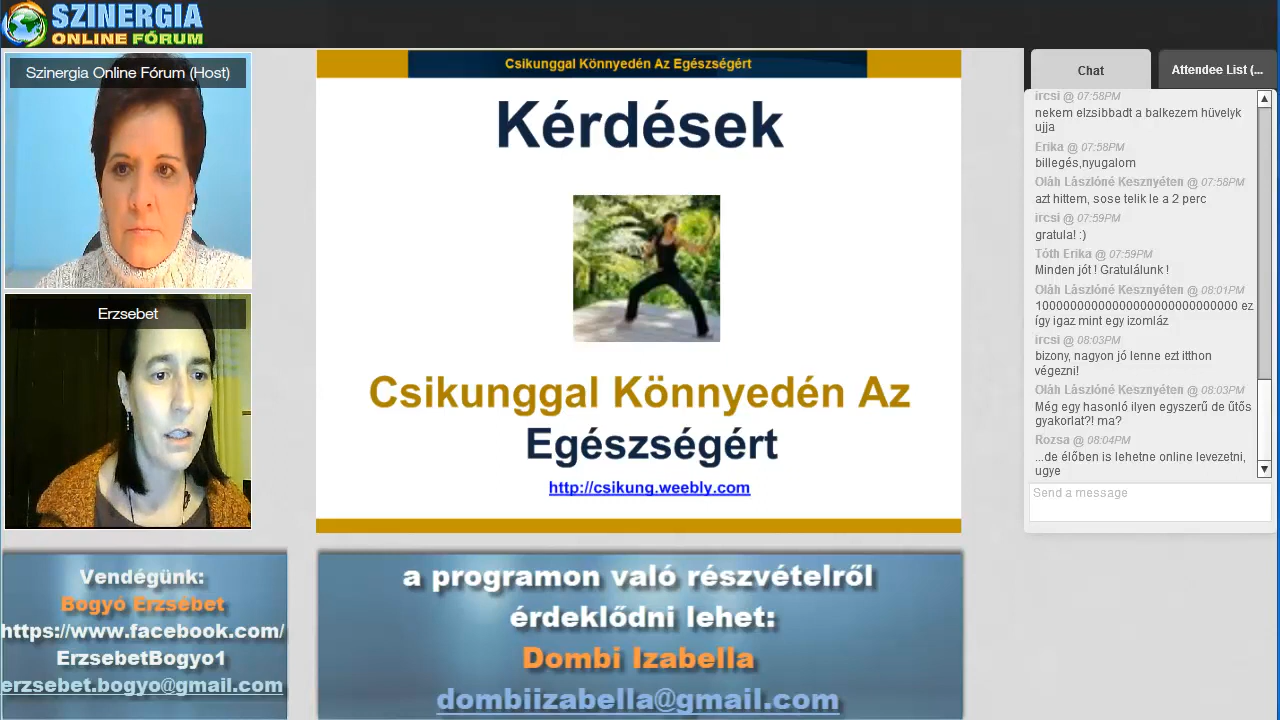 SZINERGIA
ONLINE FÓRUM
Szinergia Online Fórum (Host)
Erzsebet
Csikunggal Könnyedén Az Egészségért
Kérdések
Csikunggal Könnyedén Az
Egészségért
http://csikung.weebly.com
Chat
Attendee List (...
ircsi @ 07:58PM
nekem elzsibbadt a balkezem hüvelyk
ujja
Erika @ 07:58PM
billegés,nyugalom
Oláh Lászlóné Kesznyéten @ 07:58PM
azt hittem, sose telik le a 2 perc
ircsi @ 07:59PM
gratula! :)
Tóth Erika @ 07:59PM
Minden jót ! Gratulálunk !
Oláh Lászlóné Kesznyéten @ 08:01PM
ez
így igaz mint egy izomláz
ircsi @ 08:03PM
bizony, nagyon jó lenne ezt itthon
végezni!
Oláh Lászlóné Kesznyéten @ 08:03PM
Még egy hasonló ilyen egyszerű de űtős
gyakorlat?! ma?
Rozsa @ 08:04PM
...de élőben is lehetne online levezetni,
ugye
Send a message
Vendégünk:
Bogyó Erzsébet
https://www.facebook.com/
ErzsebetBogyo1
erzsebet.bogyo@gmail.com
a programon való részvételről
érdeklődni lehet:
Dombi Izabella
dombiizabella@gmail.com